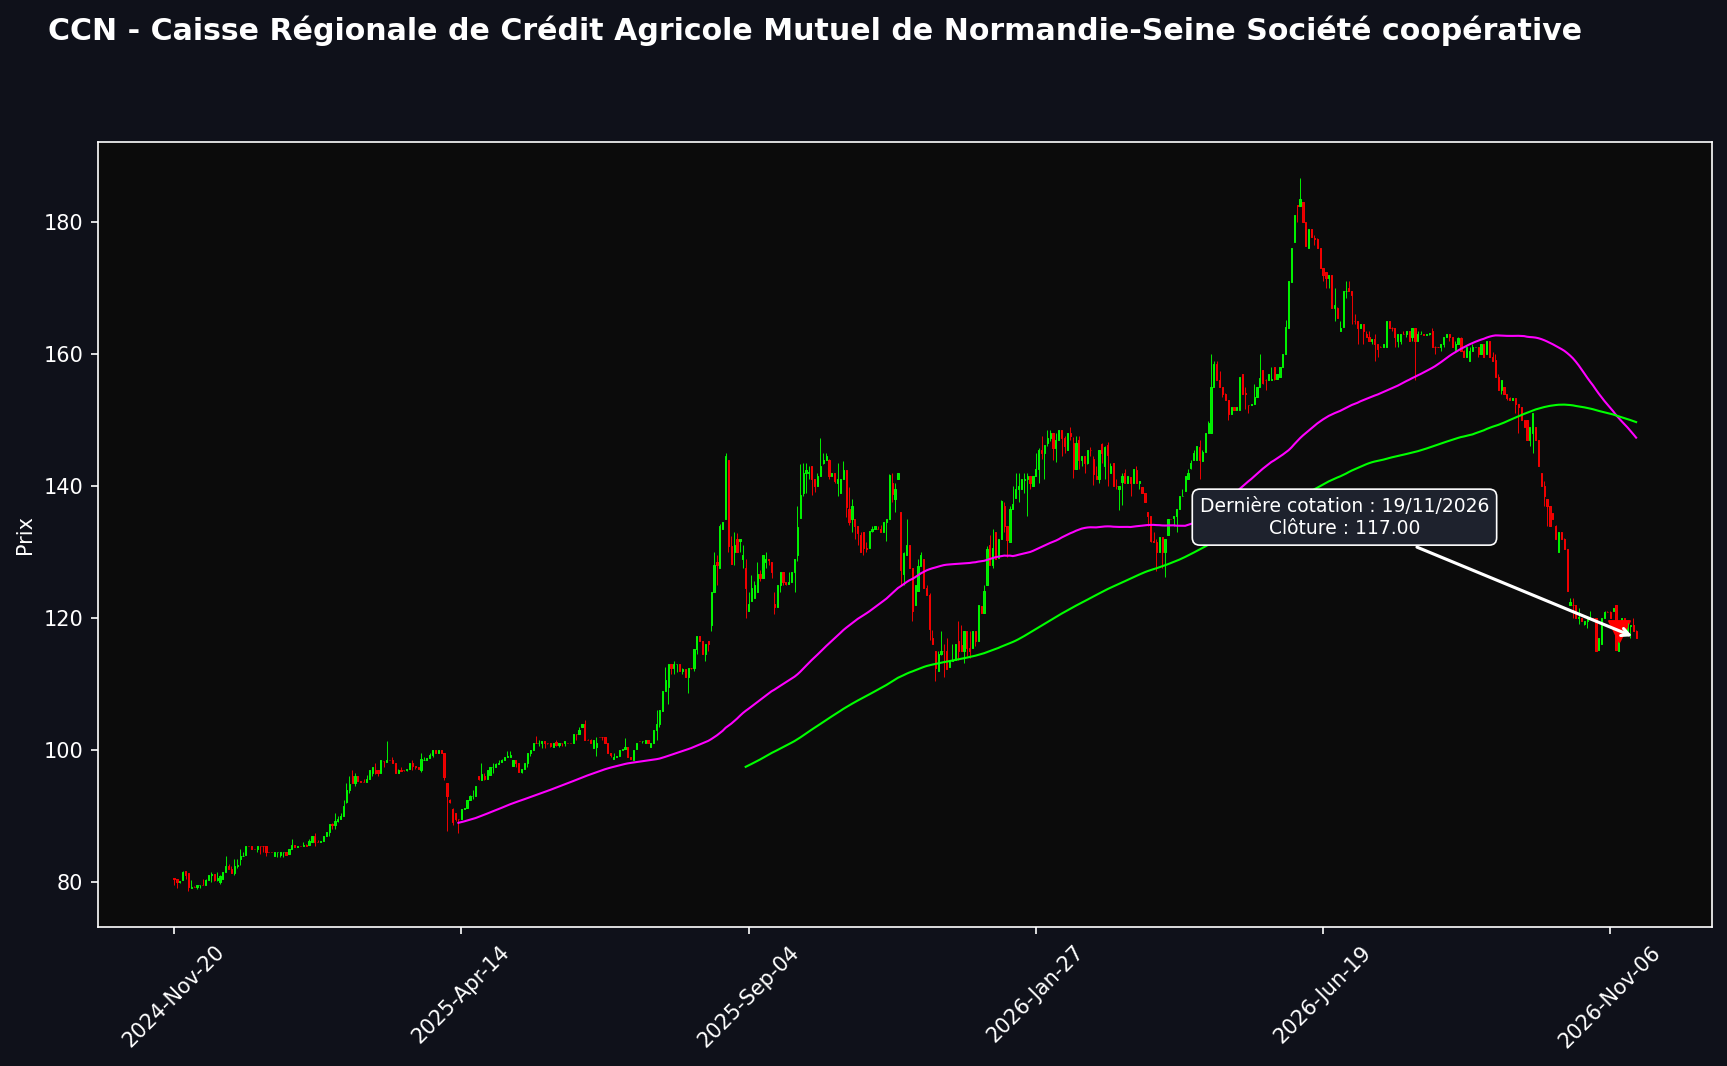 CCN - Caisse Régionale de Crédit Agricole Mutuel de Normandie-Seine Société coopérative
Prix
180
160
140
120
100
80
Dernière cotation : 19/11/2026
Clôture : 117.00
2024-Nov-20
2025-Apr-14
2025-Sep-04
2026-Jan-27
2026-Jun-19
2026-Nov-06